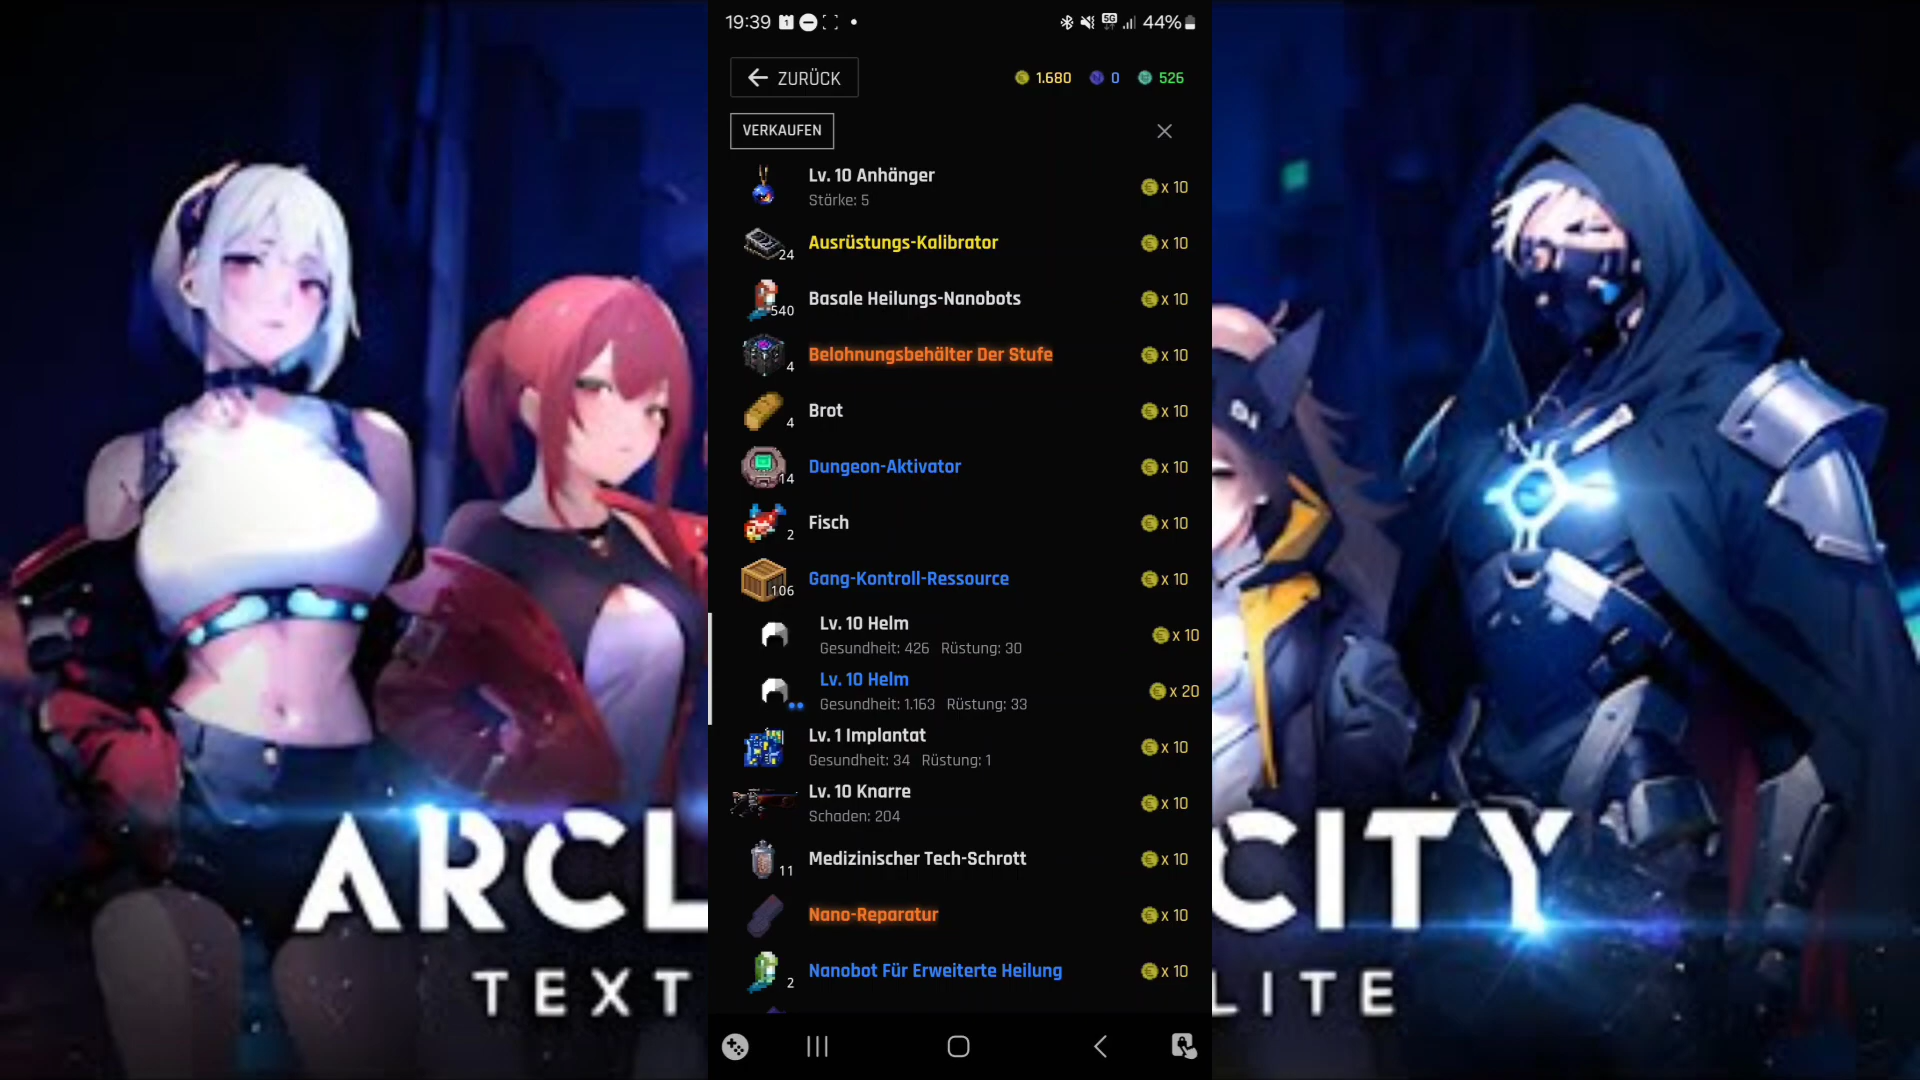 19:39 44%
ZURÜCK 1.680 0 526
VERKAUFEN
Lv. 10 Anhänger
Stärke: 5
x 10
24 Ausrüstungs-Kalibrator x 10
540 Basale Heilungs-Nanobots x 10
4 Belohnungsbehälter Der Stufe x 10
4 Brot x 10
14 Dungeon-Aktivator x 10
2 Fisch x 10
106 Gang-Kontroll-Ressource x 10
Lv. 10 Helm
Gesundheit: 426 Rüstung: 30
x 10
Lv. 10 Helm
Gesundheit: 1.163 Rüstung: 33
x 20
Lv. 1 Implantat
Gesundheit: 34 Rüstung: 1
x 10
Lv. 10 Knarre
Schaden: 204
x 10
11 Medizinischer Tech-Schrott x 10
Nano-Reparatur x 10
2 Nanobot Für Erweiterte Heilung x 10
ARCL CITY
TEXT LITE